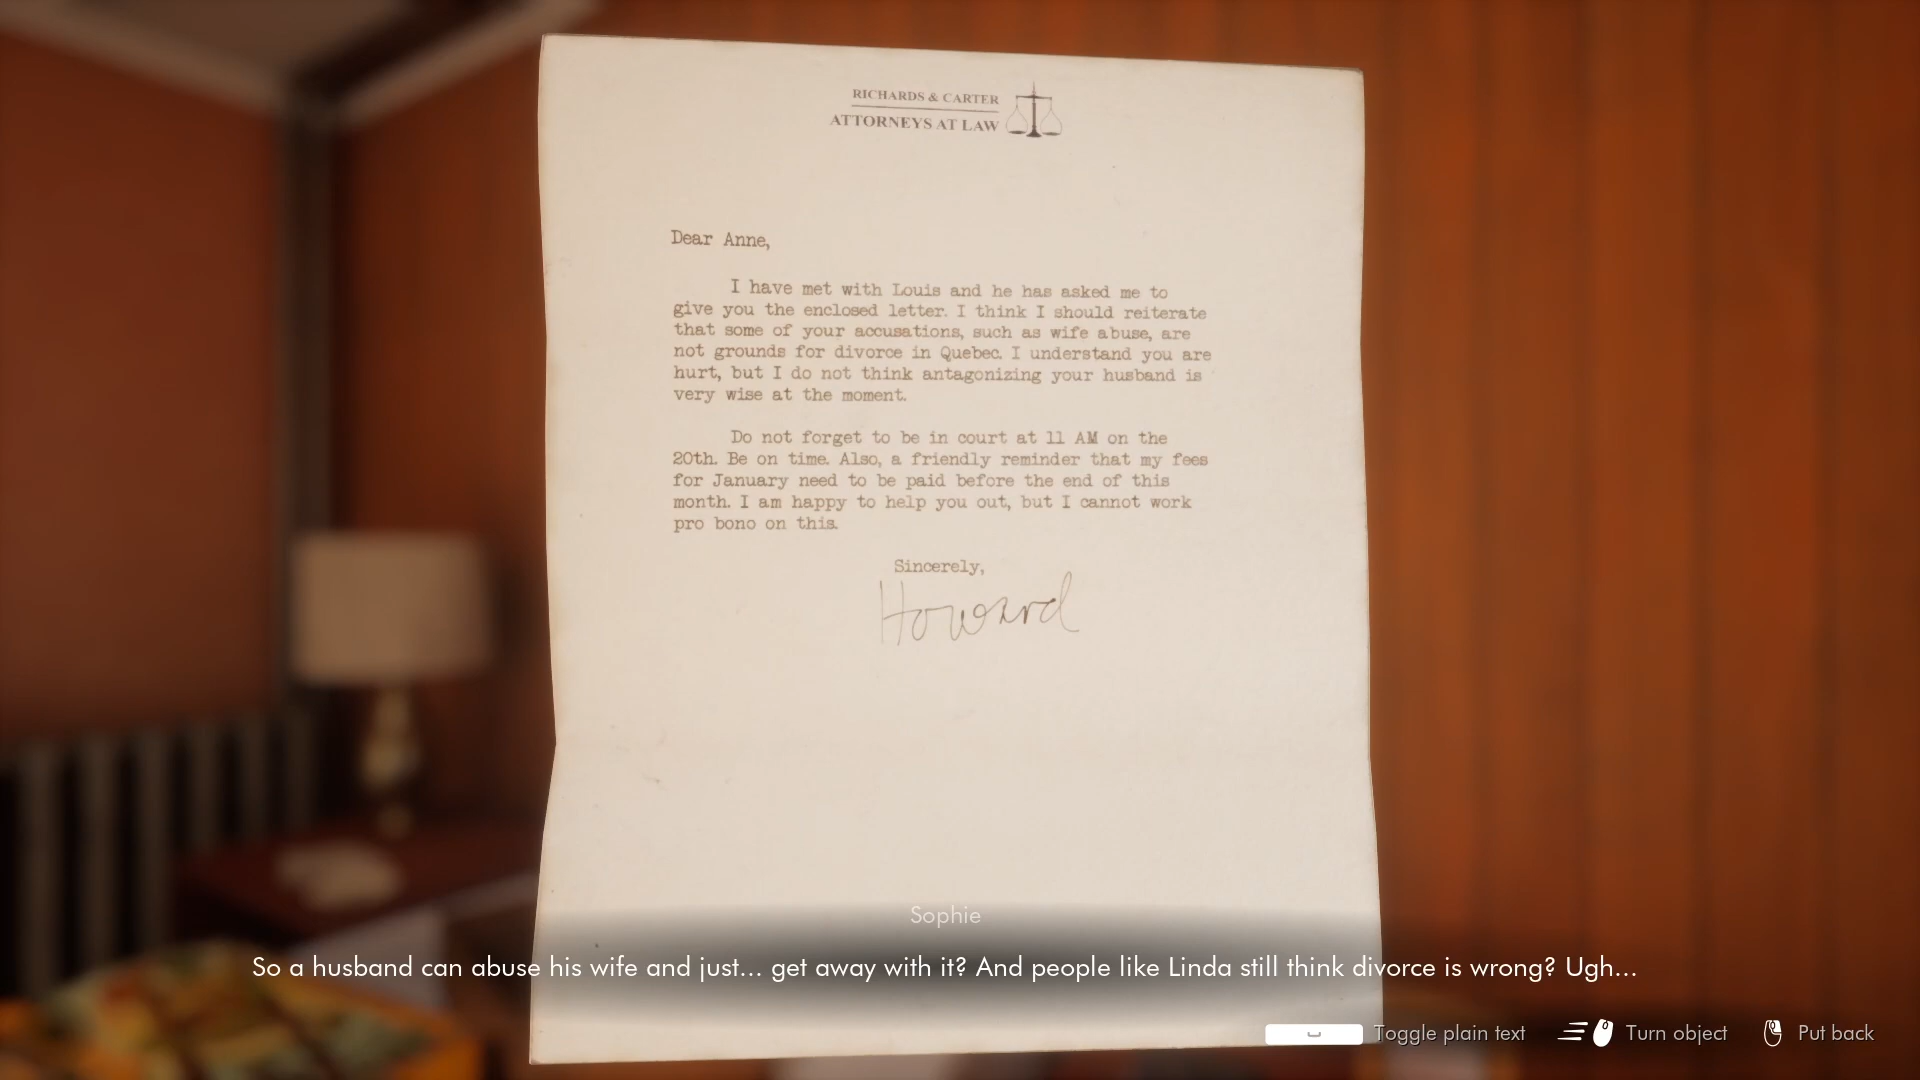 RICHARDS & CARTER
ATTORNEYS AT LAW
Dear Anne,
I have met with Louis and he has asked me to
give you the enclosed letter. I think I should reiterate
that some of your accusations, such as wife abuse, are
not grounds for divorce in Quebec. I understand you are
hurt, but I do not think antagonizing your husband is
very wise at the moment.
Do not forget to be in court at 11 AM on the
20th. Be on time. Also, a friendly reminder that my fees
for January need to be paid before the end of this
month. I am happy to help you out, but I cannot work
pro bono on this.
Sincerely,
Howard
Sophie
So a husband can abuse his wife and just... get away with it? And people like Linda still think divorce is wrong? Ugh...
Toggle plain text Turn object Put back